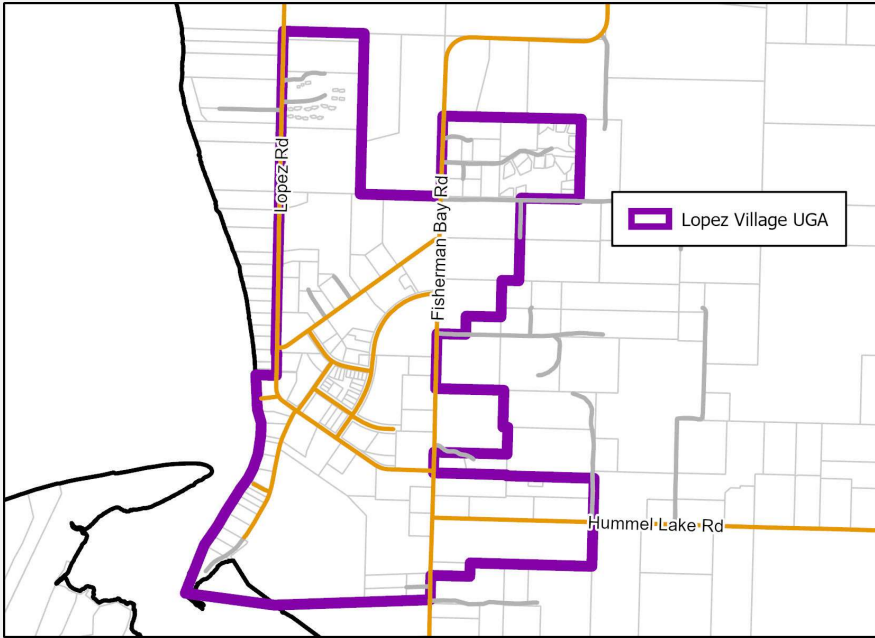 Lopez Rd
Fisherman Bay Rd
Lopez Village UGA
Hummel Lake Rd